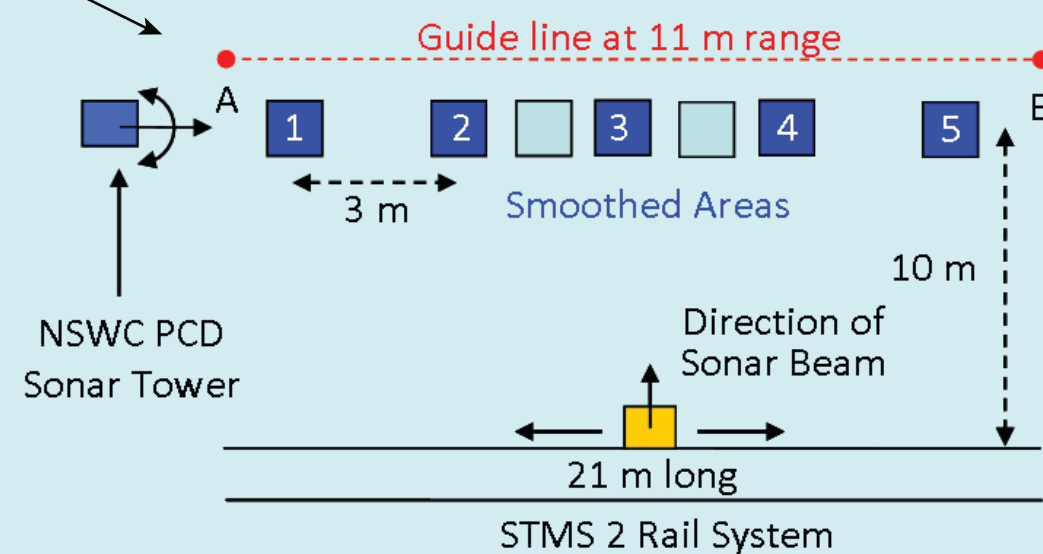 Guide line at 11 m range
A
1
2
3
4
5
3 m
Smoothed Areas
10 m
NSWC PCD
Sonar Tower
Direction of
Sonar Beam
21 m long
STMS 2 Rail System